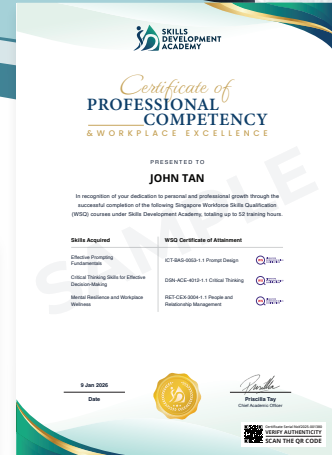 SKILLS
DEVELOPMENT
ACADEMY
Certificate of
PROFESSIONAL
COMPETENCY
& WORKPLACE EXCELLENCE
PRESENTED TO
JOHN TAN
In recognition of your dedication to personal and professional growth through the
successful completion of the following Singapore Workforce Skills Qualification
(WSQ) courses under Skills Development Academy, totaling up to 52 training hours.
SAMPLE
Skills Acquired WSQ Certificate of Attainment
Effective Prompting
Fundamentals
ICT-BAS-0053-1.1 Prompt Design
Critical Thinking Skills for Effective
Decision-Making
DSN-ACE-4012-1.1 Critical Thinking
Mental Resilience and Workplace
Wellness
RET-CEX-3004-1.1 People and
Relationship Management
9 Jan 2026
Date
Priscilla Tay
Chief Academic Officer
VERIFY AUTHENTICITY
SCAN THE QR CODE